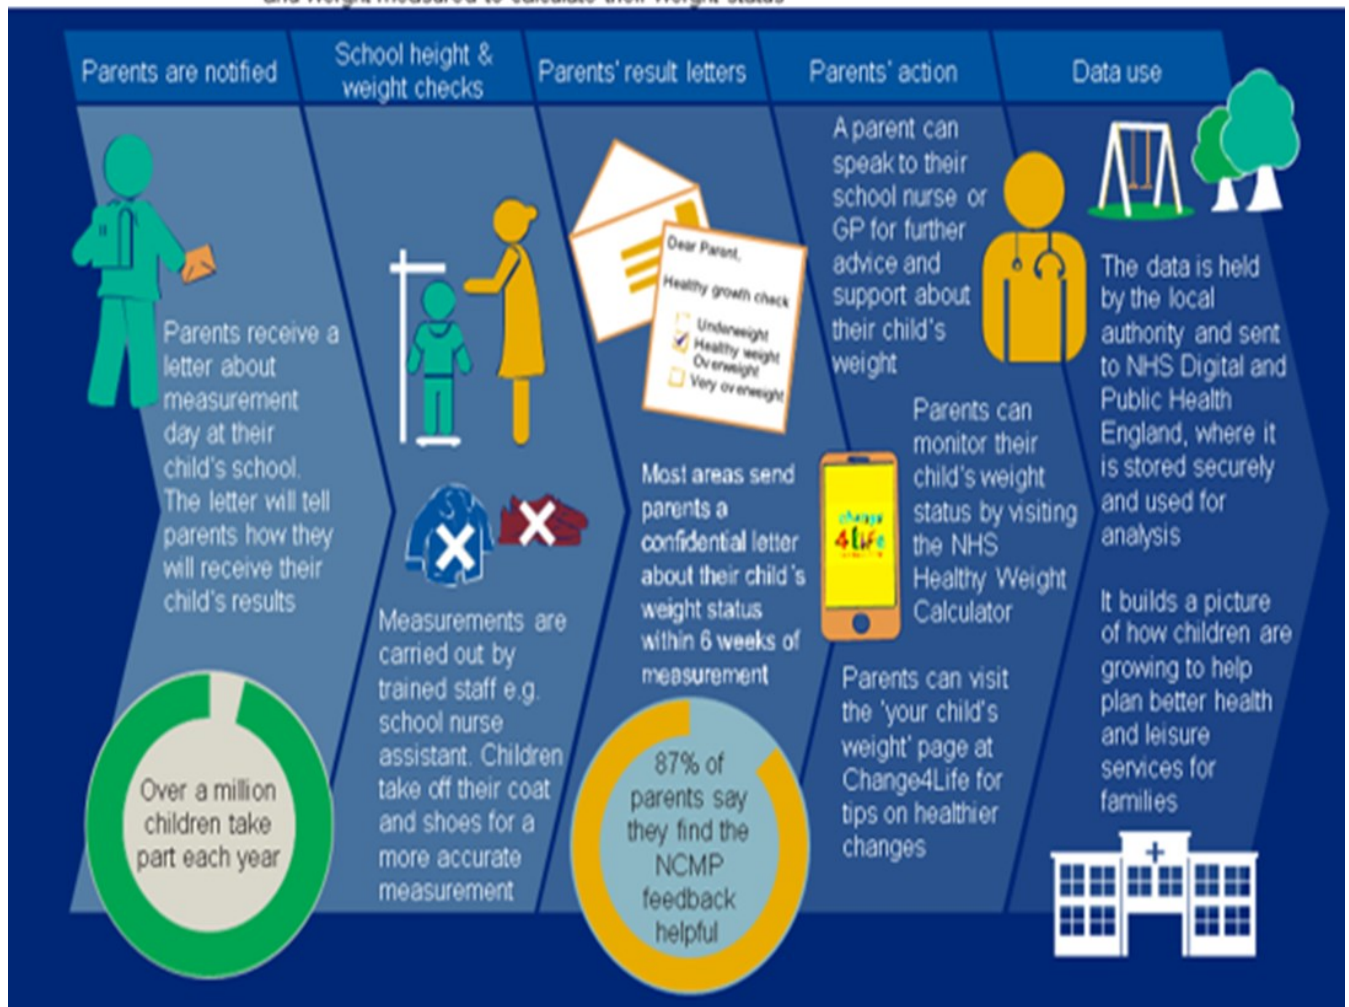 and weight measured to calculate their weight status
Parents are notified
School height &
weight checks
Parents' result letters
Parents' action
Data use
Parents receive a
letter about
measurement
day at their
child's school.
The letter will tell
parents how they
will receive their
child's results
Over a million
children take
part each year
Measurements are
carried out by
trained staff e.g.
school nurse
assistant. Children
take off their coat
and shoes for a
more accurate
measurement
Dear Parent,
Healthy growth check
Underweight
Healthy weight
Overweight
Very overweight
Most areas send
parents a
confidential letter
about their child's
weight status
within 6 weeks of
measurement
87% of
parents say
they find the
NCMP
feedback
helpful
A parent can
speak to their
school nurse or
GP for further
advice and
support about
their child's
weight
change
4Life
Parents can
monitor their
child's weight
status by visiting
the NHS
Healthy Weight
Calculator
Parents can visit
the 'your child's
weight' page at
Change4Life for
tips on healthier
changes
The data is held
by the local
authority and sent
to NHS Digital and
Public Health
England, where it
is stored securely
and used for
analysis
It builds a picture
of how children are
growing to help
plan better health
and leisure
services for
families